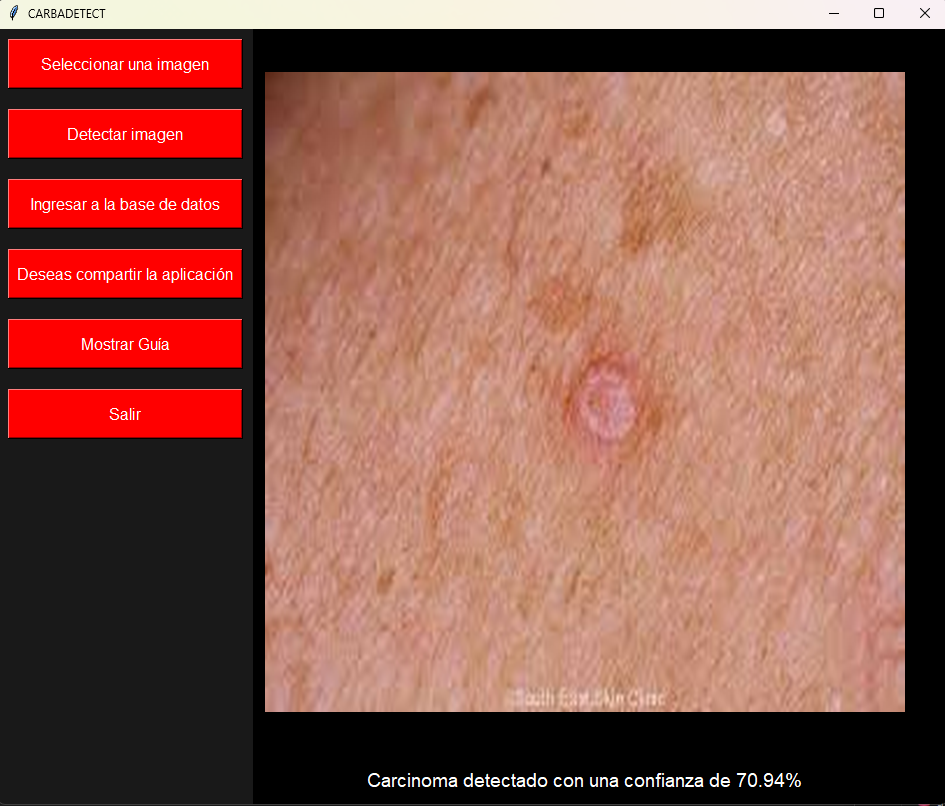 CARBADETECT
Seleccionar una imagen
Detectar imagen
Ingresar a la base de datos
Deseas compartir la aplicación
Mostrar Guía
Salir
South East Skin Clinic
Carcinoma detectado con una confianza de 70.94%